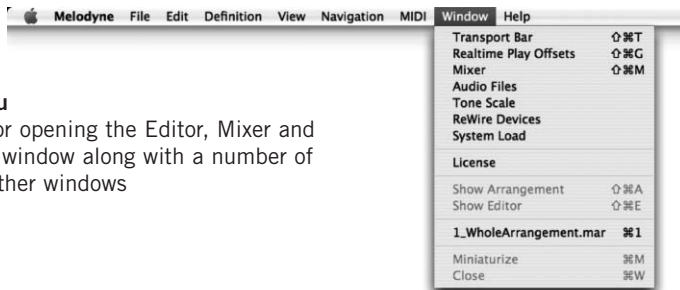 Melodyne File Edit Definition View Navigation MIDI Window Help
Transport Bar ⇧⌘T
Realtime Play Offsets ⇧⌘G
Mixer ⇧⌘M
Audio Files
Tone Scale
ReWire Devices
System Load
License
Show Arrangement ⇧⌘A
Show Editor ⇧⌘E
1_WholeArrangement.mar ⌘1
Miniaturize ⌘M
Close ⌘W
u
or opening the Editor, Mixer and
window along with a number of
ther windows